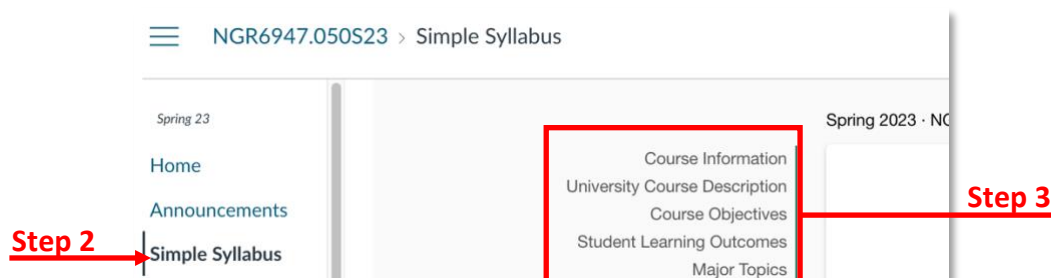 NGR6947.050S23 > Simple Syllabus
Spring 23
Home
Announcements
Step 2
Simple Syllabus
Course Information
University Course Description
Course Objectives
Student Learning Outcomes
Major Topics
Spring 2023 · NG
Step 3